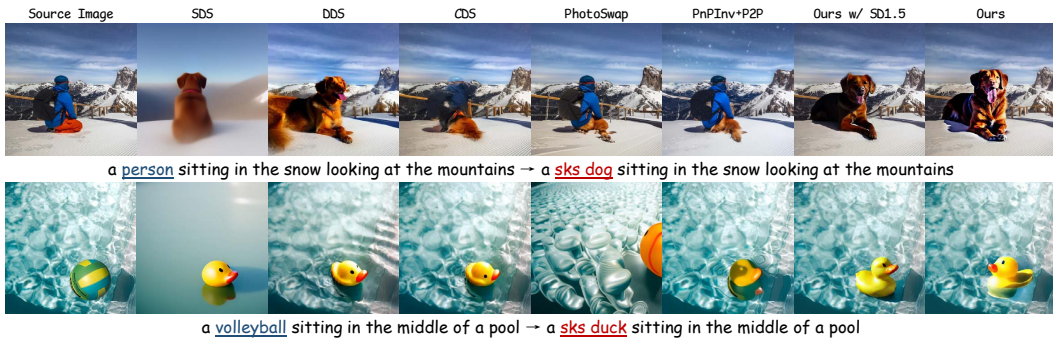 Source Image SDS DDS CDS PhotoSwap PnPInv+P2P Ours w/ SD1.5 Ours
a person sitting in the snow looking at the mountains → a sks dog sitting in the snow looking at the mountains
a volleyball sitting in the middle of a pool → a sks duck sitting in the middle of a pool